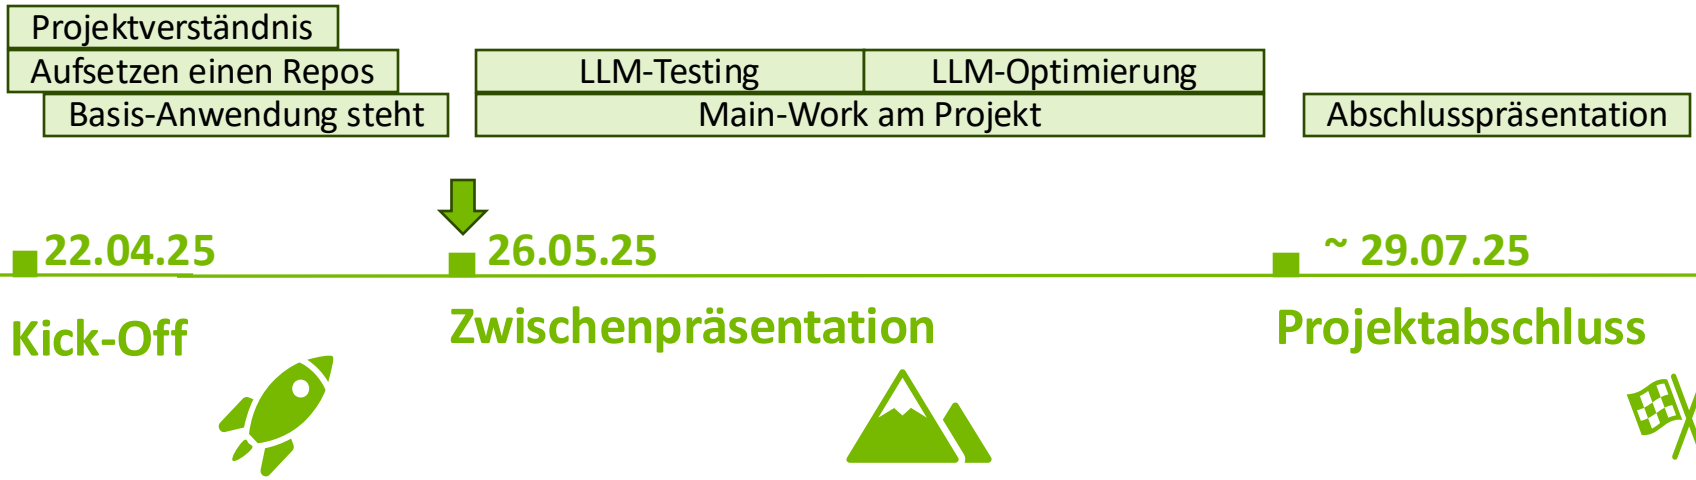 Projektverständnis
Aufsetzen einen Repos
LLM-Testing
LLM-Optimierung
Basis-Anwendung steht
Main-Work am Projekt
Abschlusspräsentation
22.04.25
26.05.25
~ 29.07.25
Kick-Off
Zwischenpräsentation
Projektabschluss